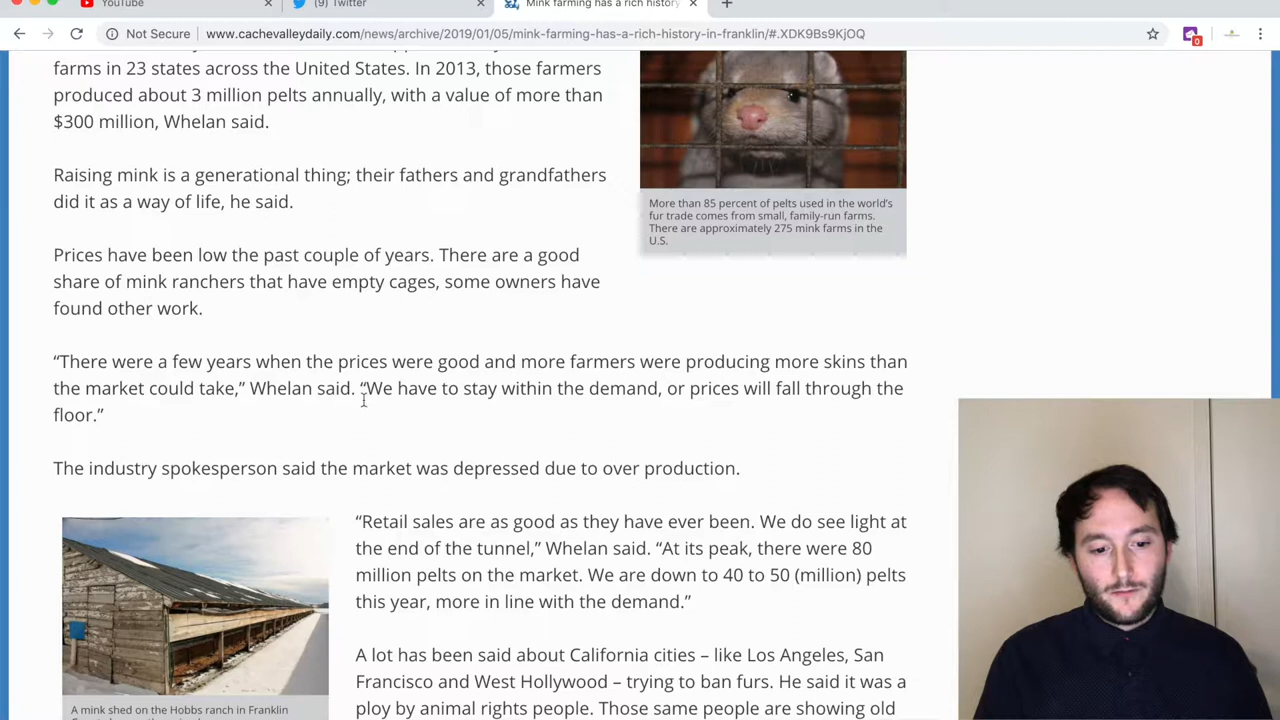 YouTube
(9) Twitter
Mink farming has a rich history
Not Secure
www.cachevalleydaily.com/news/archive/2019/01/05/mink-farming-has-a-rich-history-in-franklin/#.XDK9Bs9KjOQ
0
farms in 23 states across the United States. In 2013, those farmers
produced about 3 million pelts annually, with a value of more than
$300 million, Whelan said.
Raising mink is a generational thing; their fathers and grandfathers
did it as a way of life, he said.
More than 85 percent of pelts used in the world’s
fur trade comes from small, family-run farms.
There are approximately 275 mink farms in the
U.S.
Prices have been low the past couple of years. There are a good
share of mink ranchers that have empty cages, some owners have
found other work.
“There were a few years when the prices were good and more farmers were producing more skins than
the market could take,” Whelan said. “We have to stay within the demand, or prices will fall through the
floor.”
The industry spokesperson said the market was depressed due to over production.
“Retail sales are as good as they have ever been. We do see light at
the end of the tunnel,” Whelan said. “At its peak, there were 80
million pelts on the market. We are down to 40 to 50 (million) pelts
this year, more in line with the demand.”
A lot has been said about California cities – like Los Angeles, San
Francisco and West Hollywood – trying to ban furs. He said it was a
ploy by animal rights people. Those same people are showing old
A mink shed on the Hobbs ranch in Franklin